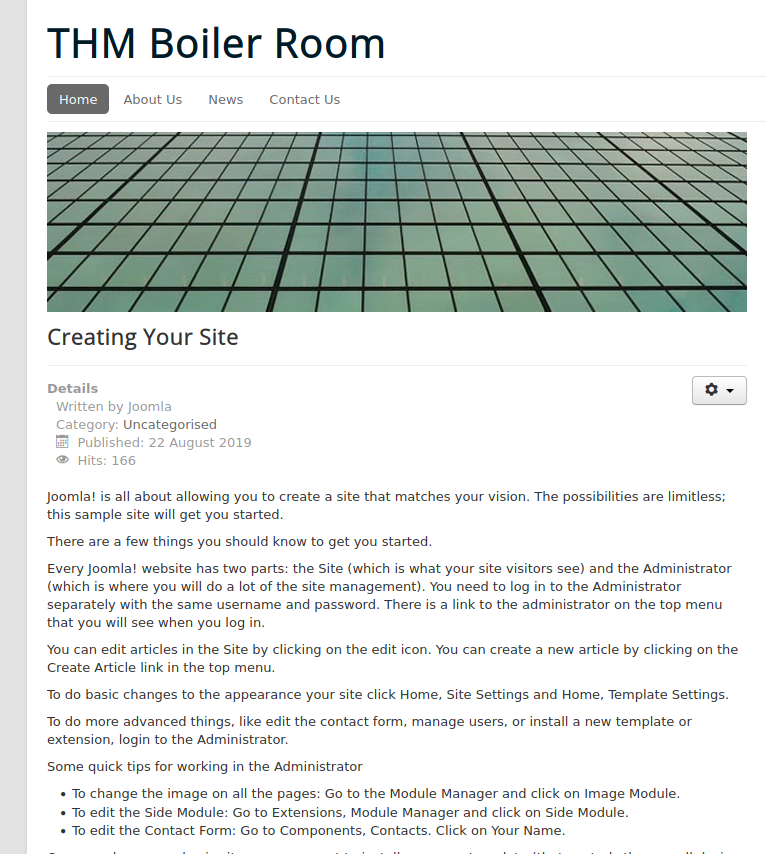 THM Boiler Room
Home About Us News Contact Us
Creating Your Site
Details
Written by Joomla
Category: Uncategorised
Published: 22 August 2019
Hits: 166
Joomla! is all about allowing you to create a site that matches your vision. The possibilities are limitless;
this sample site will get you started.
There are a few things you should know to get you started.
Every Joomla! website has two parts: the Site (which is what your site visitors see) and the Administrator
(which is where you will do a lot of the site management). You need to log in to the Administrator
separately with the same username and password. There is a link to the administrator on the top menu
that you will see when you log in.
You can edit articles in the Site by clicking on the edit icon. You can create a new article by clicking on the
Create Article link in the top menu.
To do basic changes to the appearance your site click Home, Site Settings and Home, Template Settings.
To do more advanced things, like edit the contact form, manage users, or install a new template or
extension, login to the Administrator.
Some quick tips for working in the Administrator
• To change the image on all the pages: Go to the Module Manager and click on Image Module.
• To edit the Side Module: Go to Extensions, Module Manager and click on Side Module.
• To edit the Contact Form: Go to Components, Contacts. Click on Your Name.